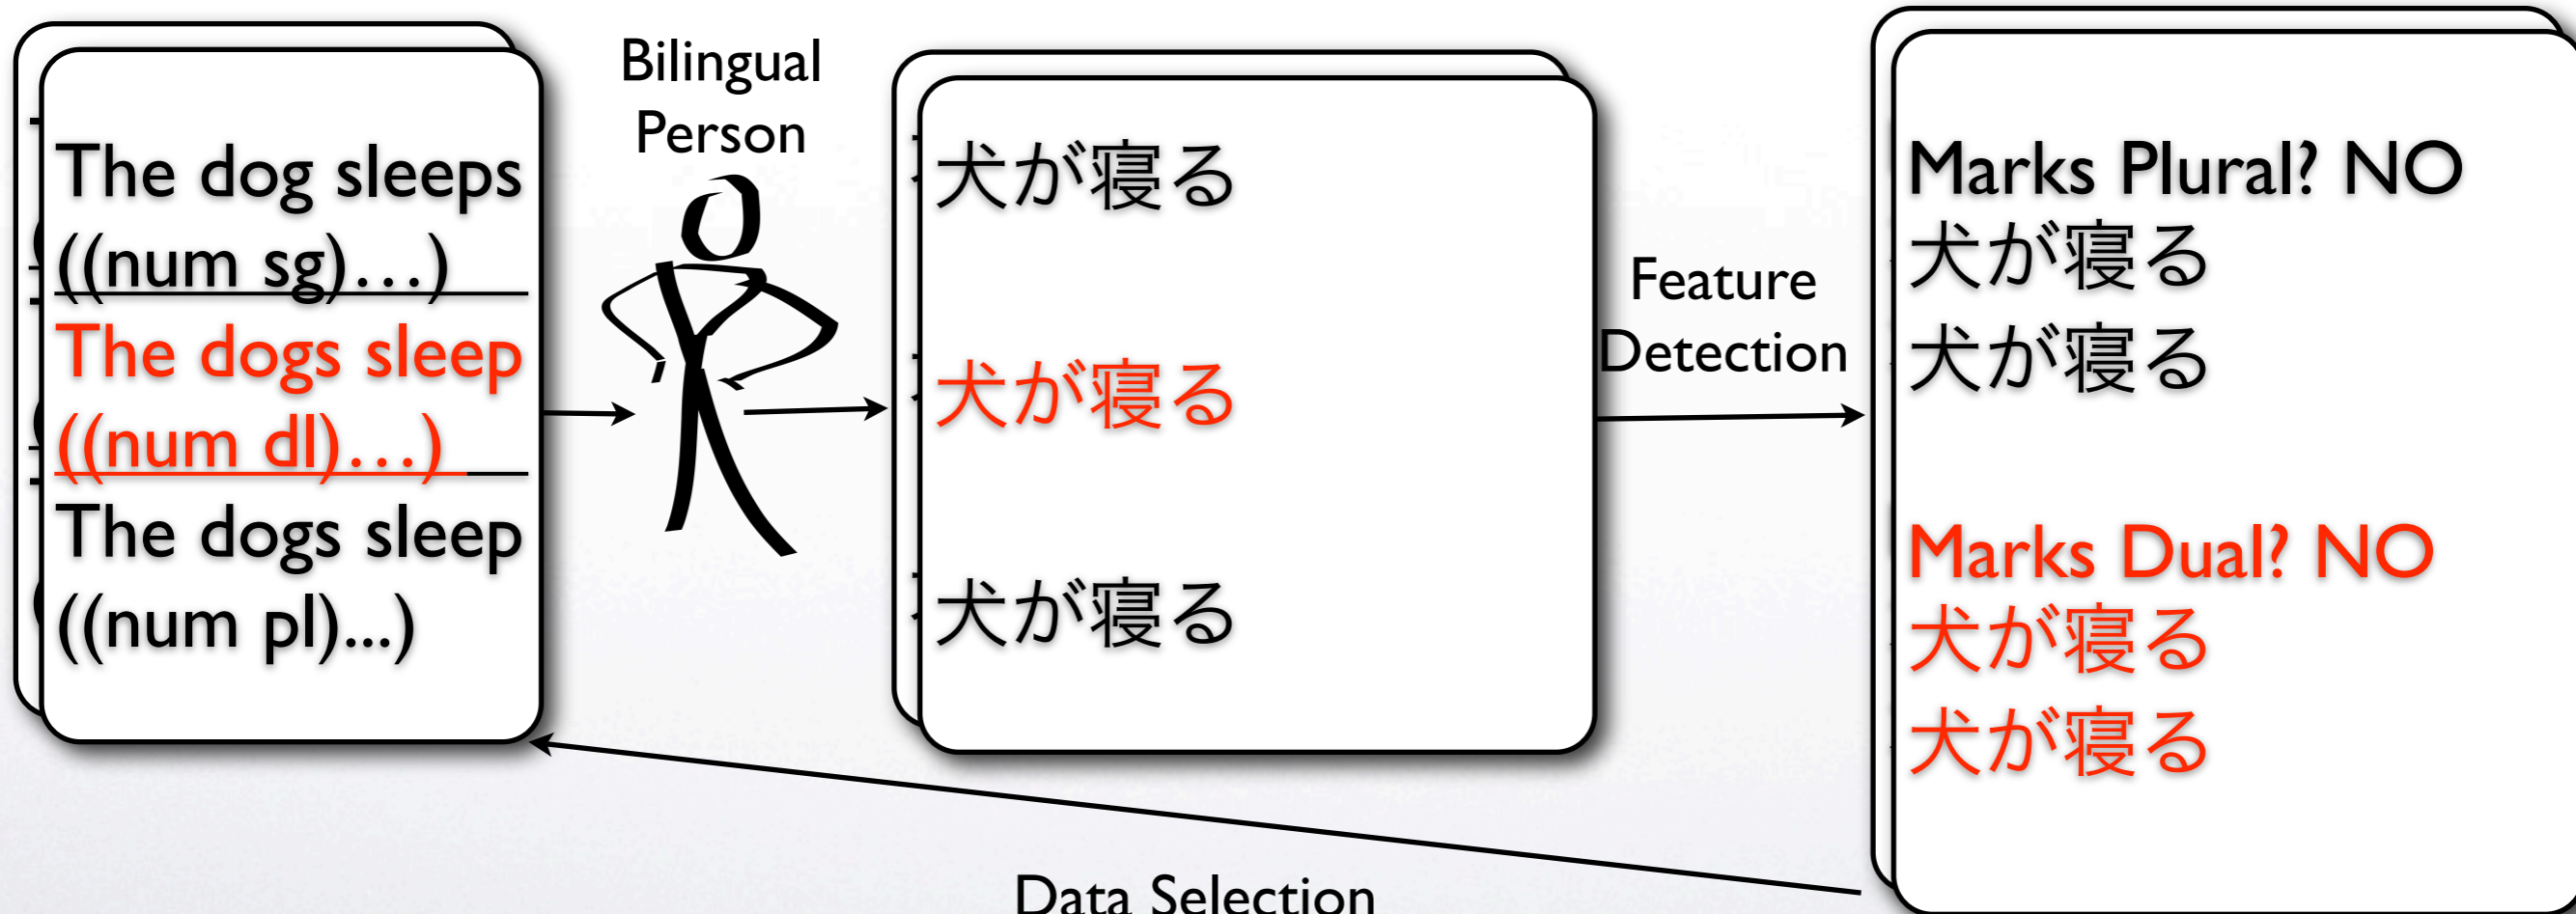 The dog sleeps
((num sg)…)
The dogs sleep
((num dl)…)
The dogs sleep
((num pl)...)
Bilingual
Person
犬が寝る
犬が寝る
犬が寝る
Feature
Detection
Marks Plural? NO
犬が寝る
犬が寝る
Marks Dual? NO
犬が寝る
犬が寝る
Data Selection